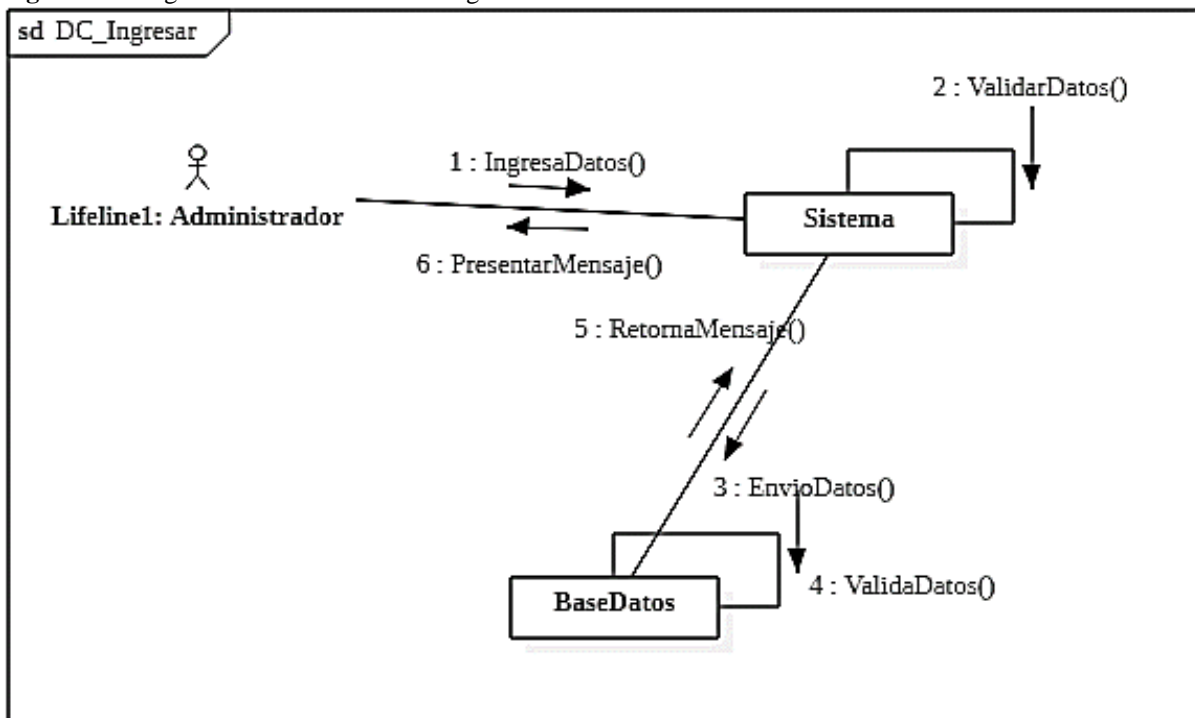 sd DC_Ingresar
2 : ValidarDatos()
1 : IngresaDatos()
Lifeline1: Administrador
Sistema
6 : PresentarMensaje()
5 : RetornaMensaje()
3 : EnvioDatos()
4 : ValidaDatos()
BaseDatos